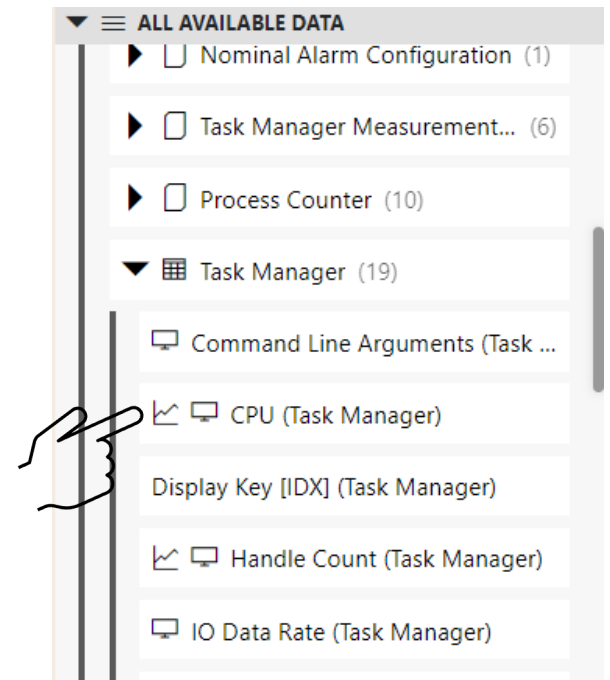 ALL AVAILABLE DATA
Nominal Alarm Configuration (1)
Task Manager Measurement... (6)
Process Counter (10)
Task Manager (19)
Command Line Arguments (Task ...
CPU (Task Manager)
Display Key [IDX] (Task Manager)
Handle Count (Task Manager)
IO Data Rate (Task Manager)